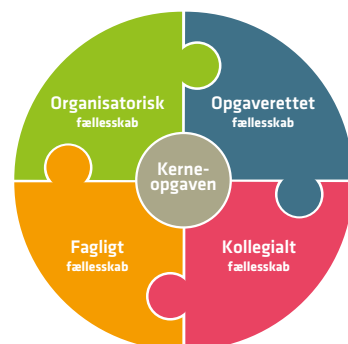 Organisatorisk
fællesskab
Opgaverettet
fællesskab
Kerne-
opgaven
Fagligt
fællesskab
Kollegialt
fællesskab